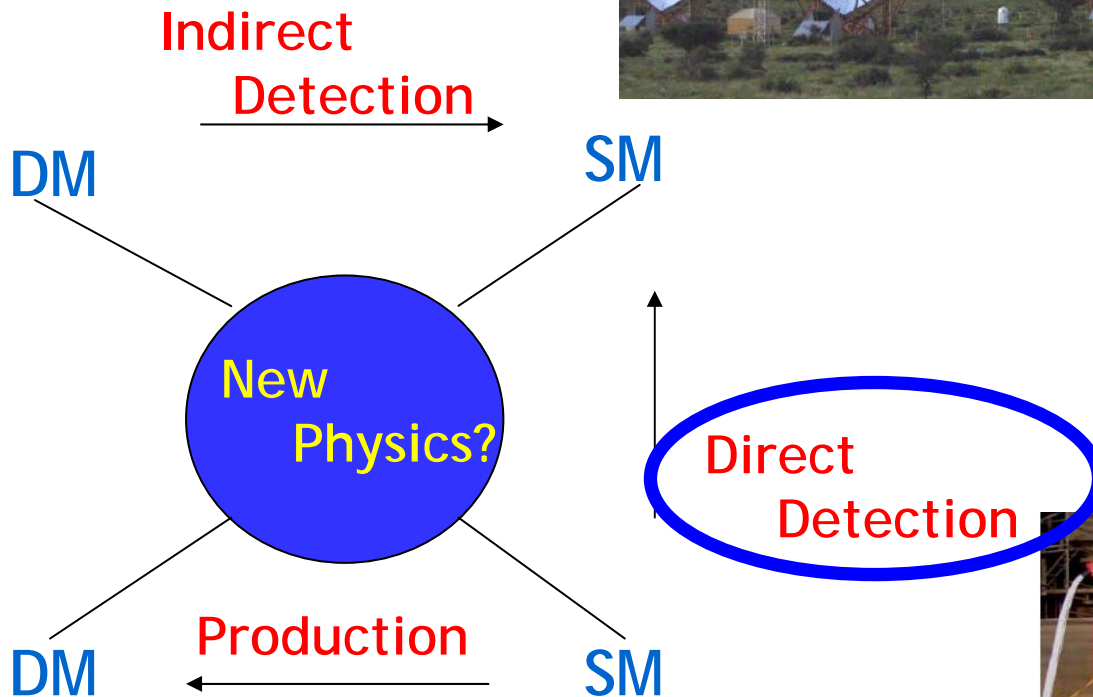 Indirect
Detection
DM
SM
New
Physics?
Direct
Detection
Production
DM
SM